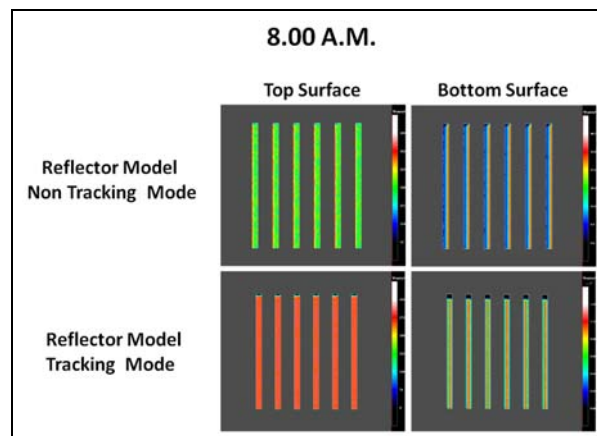 8.00 A.M.
Top Surface
Bottom Surface
Reflector Model
Non Tracking Mode
Reflector Model
Tracking Mode